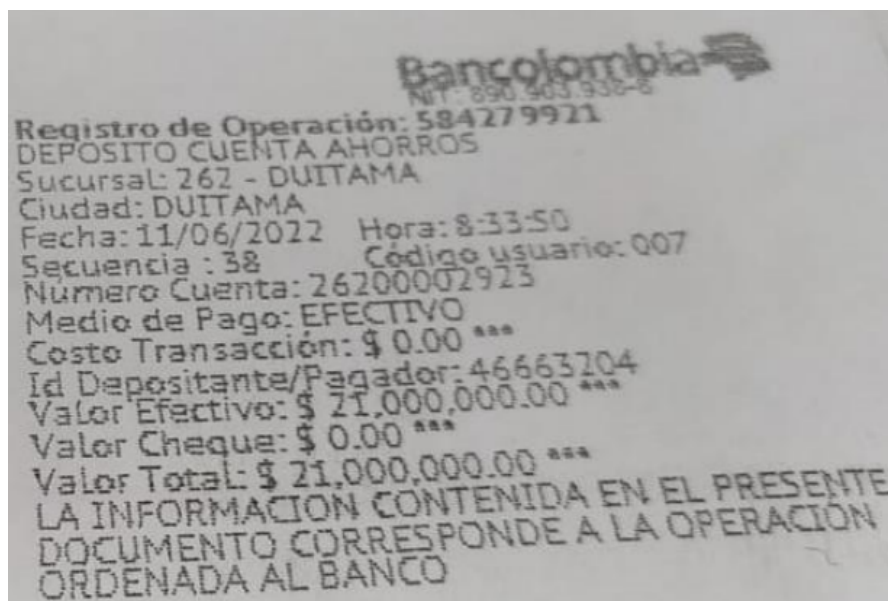 Bancolombia
NIT: 890.903.938-8
Registro de Operación: 584279921
DEPOSITO CUENTA AHORROS
Sucursal: 262 - DUITAMA
Ciudad: DUITAMA
Fecha: 11/06/2022 Hora: 8:33:50
Secuencia : 38 Código usuario: 007
Número Cuenta: 26200002923
Medio de Pago: EFECTIVO
Costo Transacción: $ 0.00 ***
Id Depositante/Pagador: 46663204
Valor Efectivo: $ 21,000,000.00 ***
Valor Cheque: $ 0.00 ***
Valor Total: $ 21,000,000.00 ***
LA INFORMACION CONTENIDA EN EL PRESENTE
DOCUMENTO CORRESPONDE A LA OPERACIÓN
ORDENADA AL BANCO